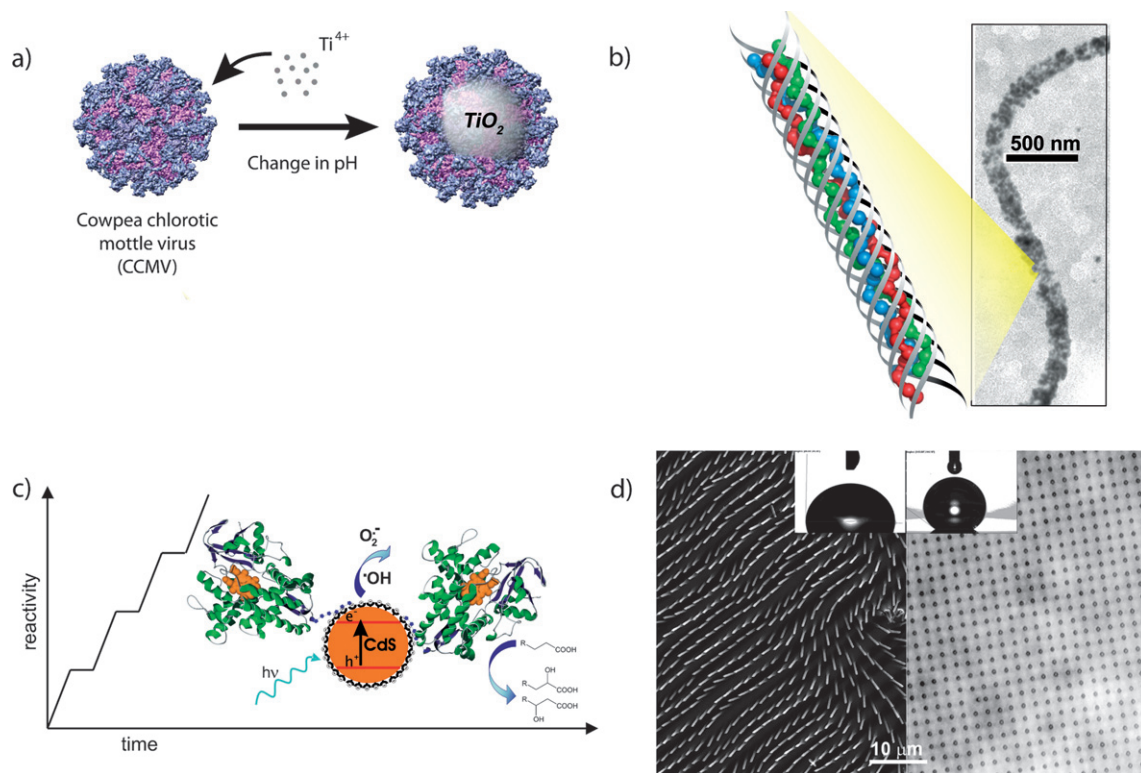 a)
Ti4+
TiO2
Change in pH
Cowpea chlorotic
mottle virus
(CCMV)
b)
500 nm
c)
reactivity
time
hν
O2-
·OH
e-
CdS
h+
R
COOH
OH
R
COOH
R
COOH
OH
d)
10 μm